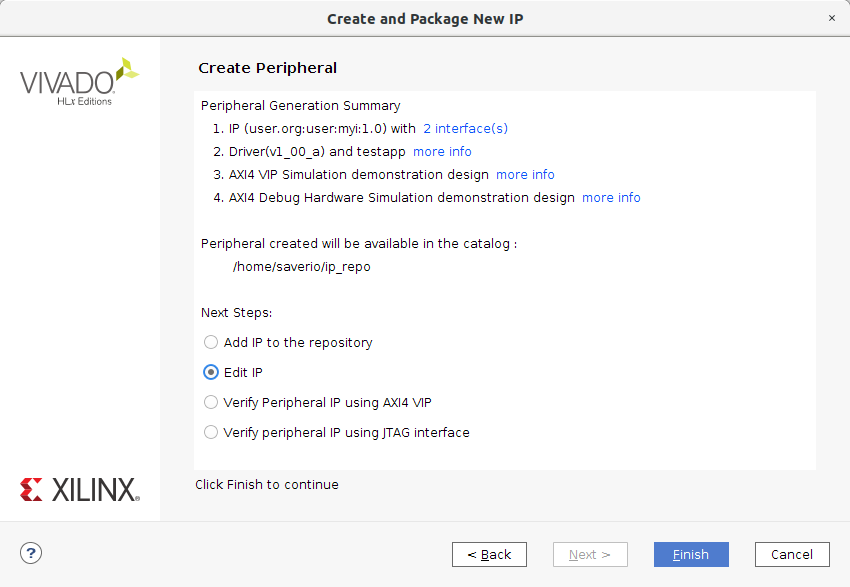 Create and Package New IP
×
VIVADO
HLx Editions
Create Peripheral
Peripheral Generation Summary
1. IP (user.org:user:myi:1.0) with 2 interface(s)
2. Driver(v1_00_a) and testapp more info
3. AXI4 VIP Simulation demonstration design more info
4. AXI4 Debug Hardware Simulation demonstration design more info
Peripheral created will be available in the catalog :
/home/saverio/ip_repo
Next Steps:
Add IP to the repository
Edit IP
Verify Peripheral IP using AXI4 VIP
Verify peripheral IP using JTAG interface
XILINX®
Click Finish to continue
?
< Back
Next >
Finish
Cancel